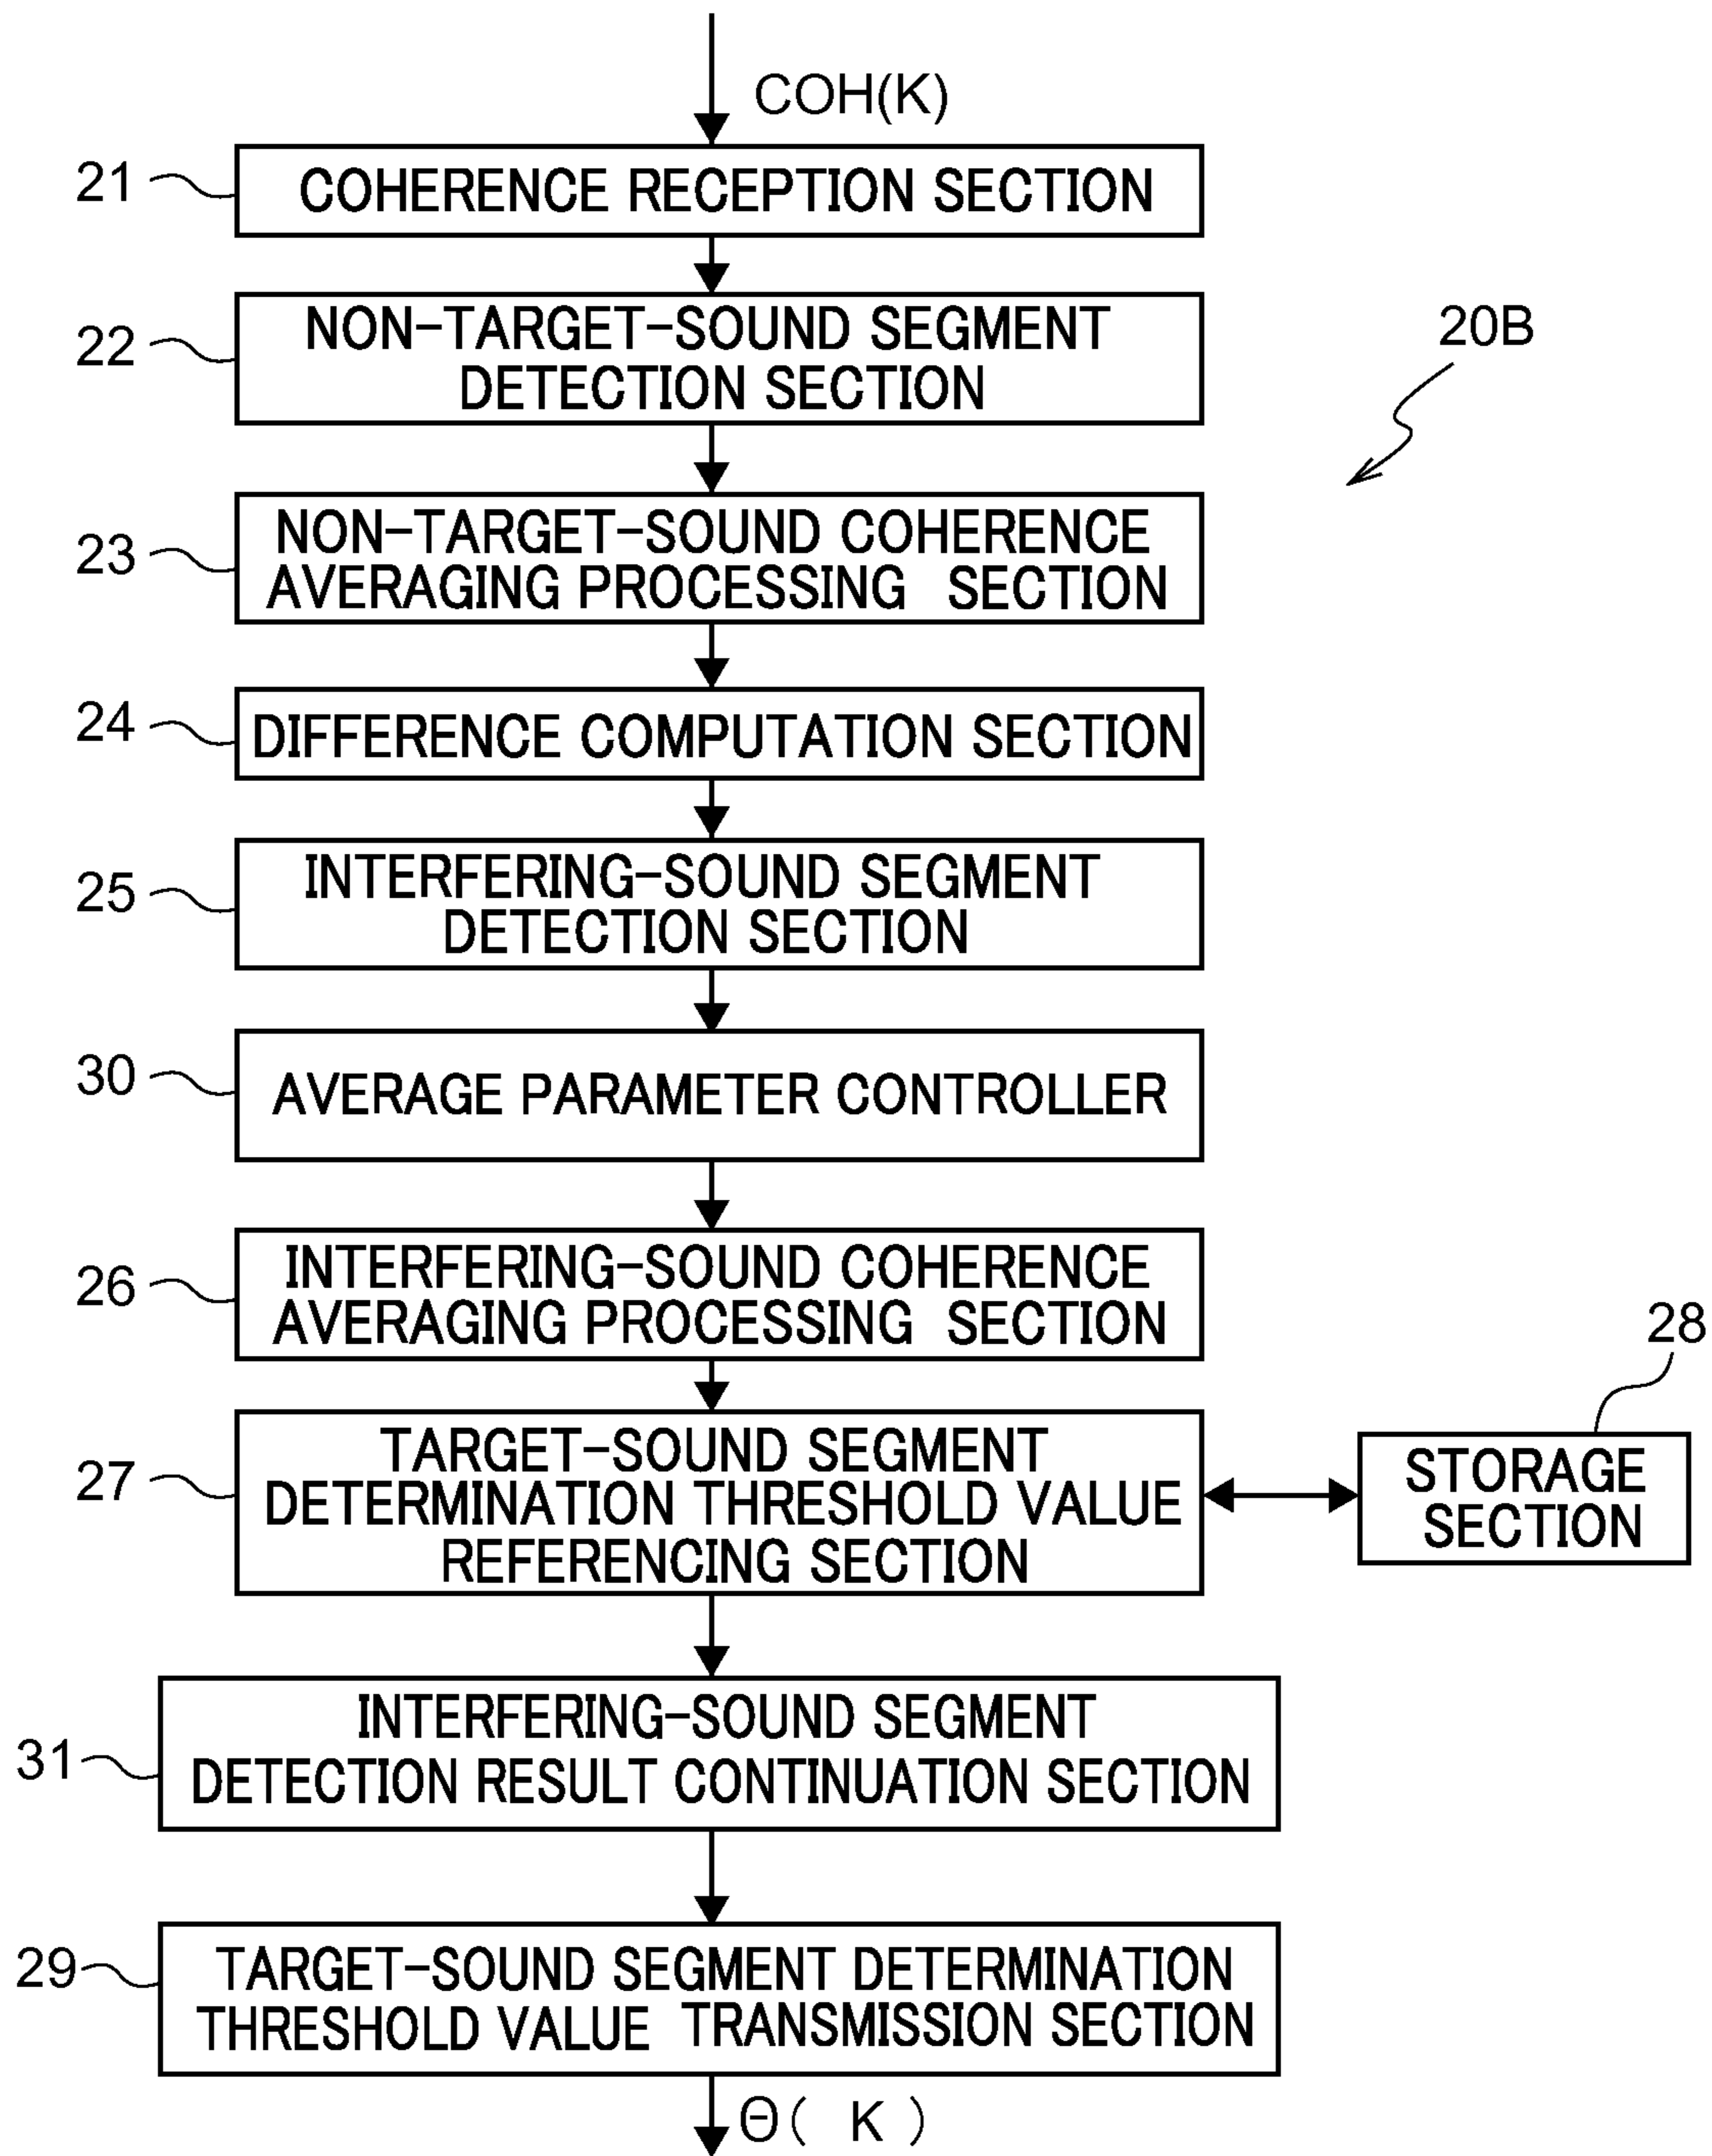 COH(K)
21
COHERENCE RECEPTION SECTION
22
NON-TARGET-SOUND SEGMENT
DETECTION SECTION
20B
23
NON-TARGET-SOUND COHERENCE
AVERAGING PROCESSING SECTION
24
DIFFERENCE COMPUTATION SECTION
25
INTERFERING-SOUND SEGMENT
DETECTION SECTION
30
AVERAGE PARAMETER CONTROLLER
26
INTERFERING-SOUND COHERENCE
AVERAGING PROCESSING SECTION
27
TARGET-SOUND SEGMENT
DETERMINATION THRESHOLD VALUE
REFERENCING SECTION
28
STORAGE
SECTION
31
INTERFERING-SOUND SEGMENT
DETECTION RESULT CONTINUATION SECTION
29
TARGET-SOUND SEGMENT DETERMINATION
THRESHOLD VALUE TRANSMISSION SECTION
Θ( K )